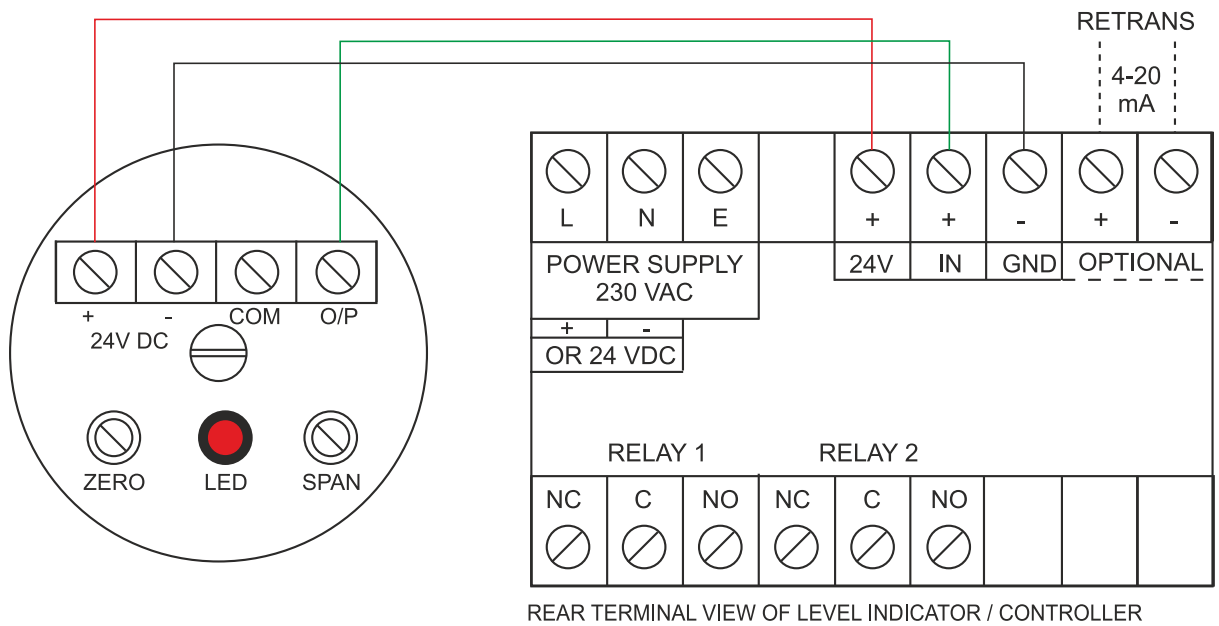 RETRANS
4-20
mA
L N E + + - + -
POWER SUPPLY
230 VAC
24V IN GND OPTIONAL
+ -
OR 24 VDC
+ - COM O/P
24V DC
ZERO LED SPAN
RELAY 1 RELAY 2
NC C NO NC C NO
REAR TERMINAL VIEW OF LEVEL INDICATOR / CONTROLLER